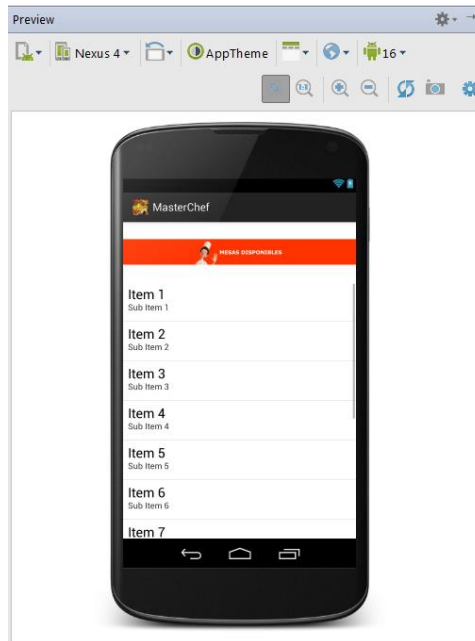 Preview
Nexus 4 AppTheme 16
1:1
MasterChef
MESAS DISPONIBLES
Item 1
Sub Item 1
Item 2
Sub Item 2
Item 3
Sub Item 3
Item 4
Sub Item 4
Item 5
Sub Item 5
Item 6
Sub Item 6
Item 7